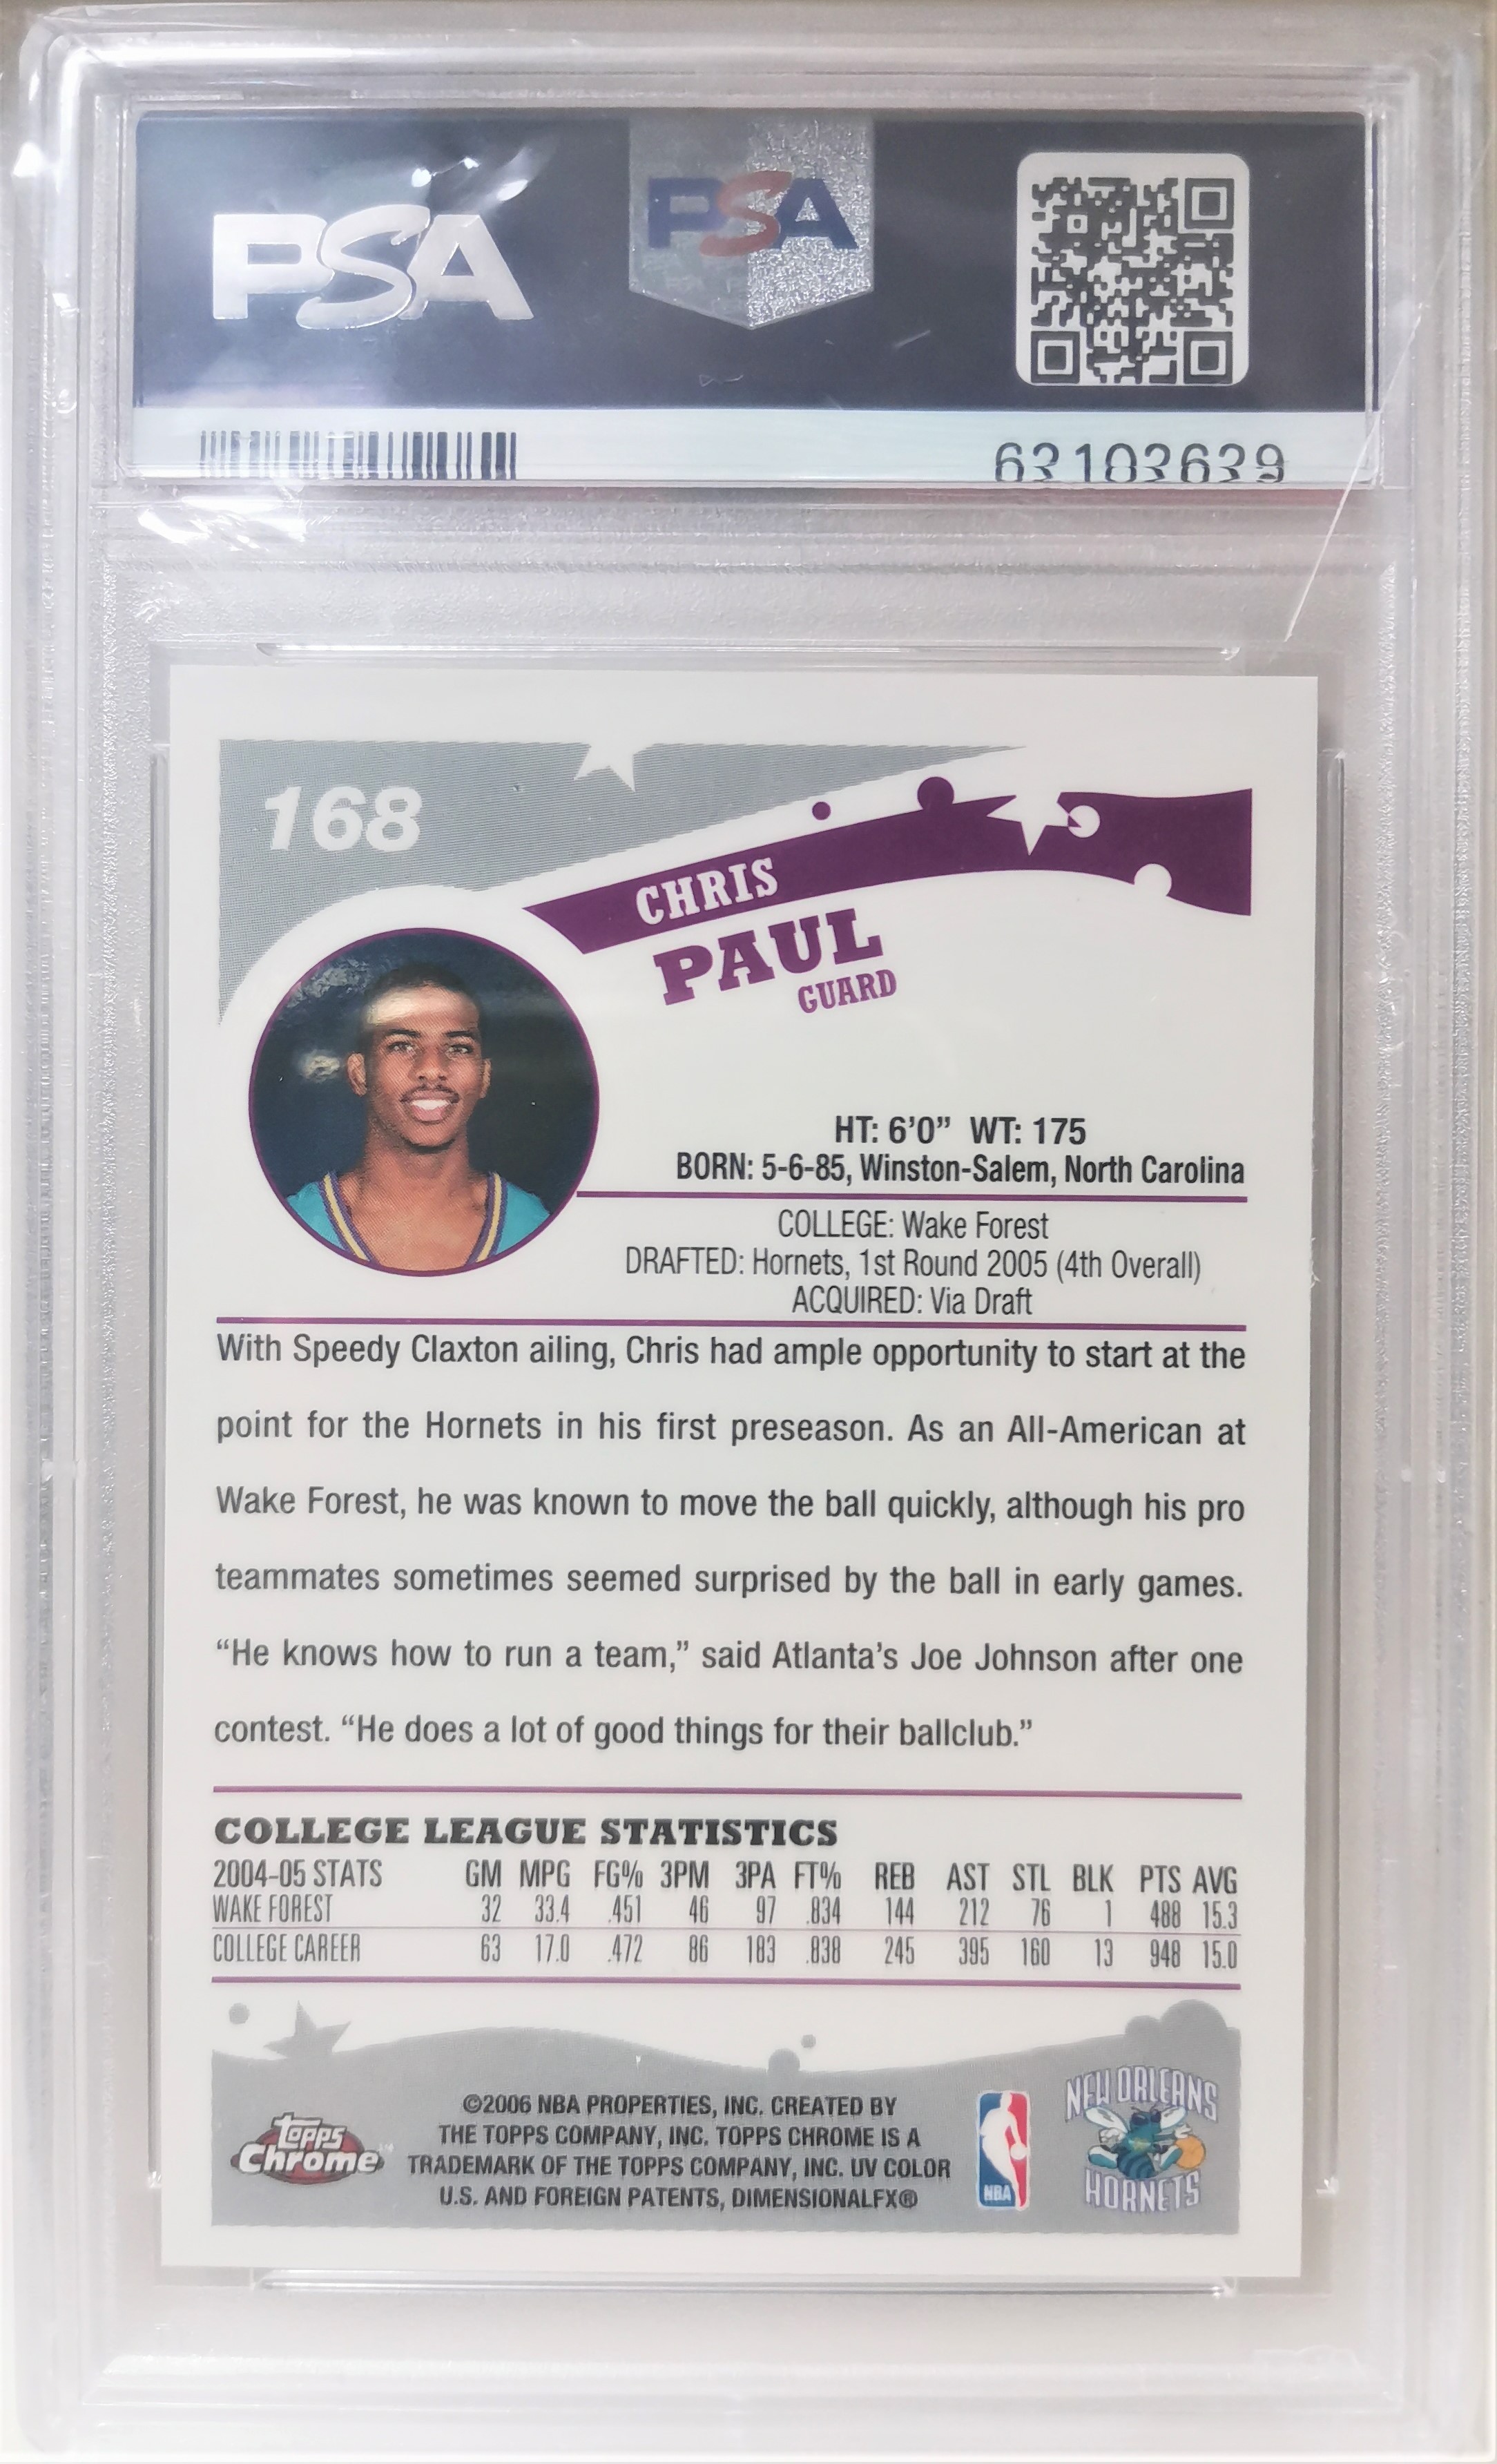 PSA
PSA
63103639
168
CHRIS
PAUL
GUARD
HT: 6'0" WT: 175
BORN: 5-6-85, Winston-Salem, North Carolina
COLLEGE: Wake Forest
DRAFTED: Hornets, 1st Round 2005 (4th Overall)
ACQUIRED: Via Draft
With Speedy Claxton ailing, Chris had ample opportunity to start at the
point for the Hornets in his first preseason. As an All-American at
Wake Forest, he was known to move the ball quickly, although his pro
teammates sometimes seemed surprised by the ball in early games.
“He knows how to run a team,” said Atlanta’s Joe Johnson after one
contest. “He does a lot of good things for their ballclub.”
COLLEGE LEAGUE STATISTICS
2004-05 STATS GM MPG FG% 3PM 3PA FT% REB AST STL BLK PTS AVG
WAKE FOREST 32 33.4 .451 46 97 .834 144 212 76 1 488 15.3
COLLEGE CAREER 63 17.0 .472 86 183 .838 245 395 160 13 948 15.0
©2006 NBA PROPERTIES, INC. CREATED BY
THE TOPPS COMPANY, INC. TOPPS CHROME IS A
TRADEMARK OF THE TOPPS COMPANY, INC. UV COLOR
U.S. AND FOREIGN PATENTS, DIMENSIONALFX®
Topps
Chrome™
NBA
NEW ORLEANS
HORNETS